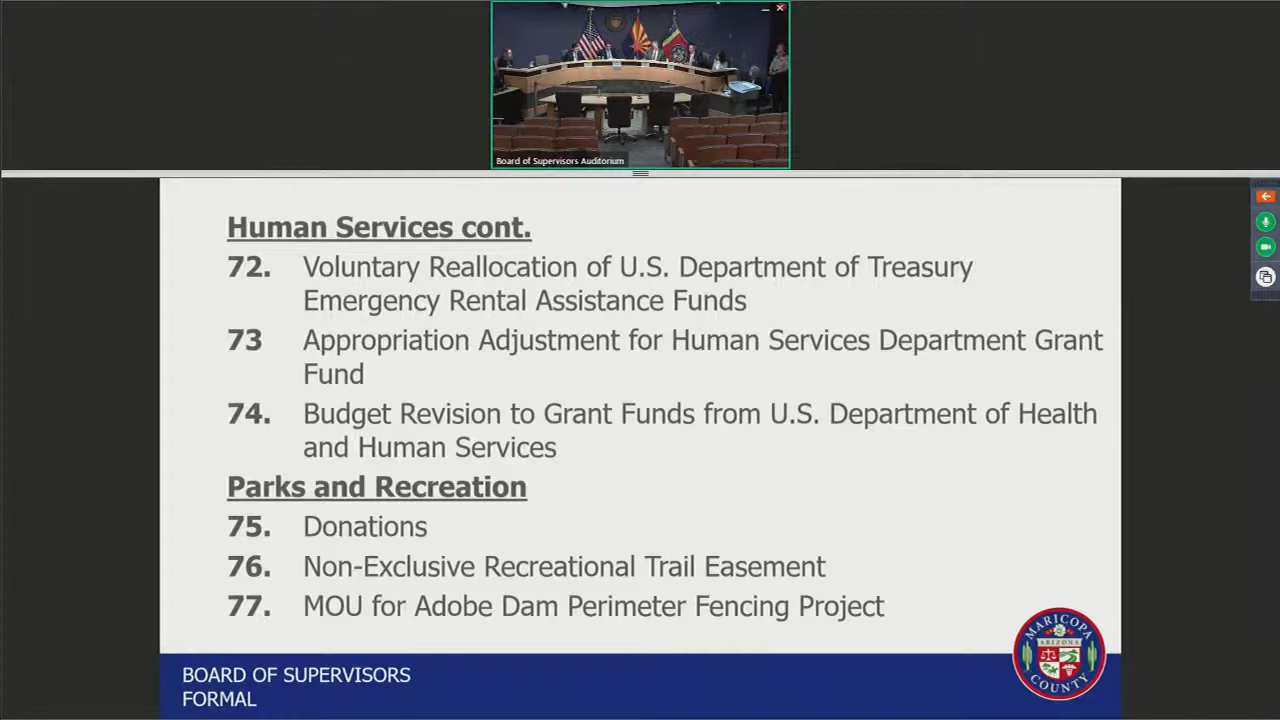 Board of Supervisors Auditorium
Human Services cont.
72. Voluntary Reallocation of U.S. Department of Treasury
Emergency Rental Assistance Funds
73 Appropriation Adjustment for Human Services Department Grant
Fund
74. Budget Revision to Grant Funds from U.S. Department of Health
and Human Services
Parks and Recreation
75. Donations
76. Non-Exclusive Recreational Trail Easement
77. MOU for Adobe Dam Perimeter Fencing Project
BOARD OF SUPERVISORS
FORMAL
MARICOPA
ARIZONA
COUNTY